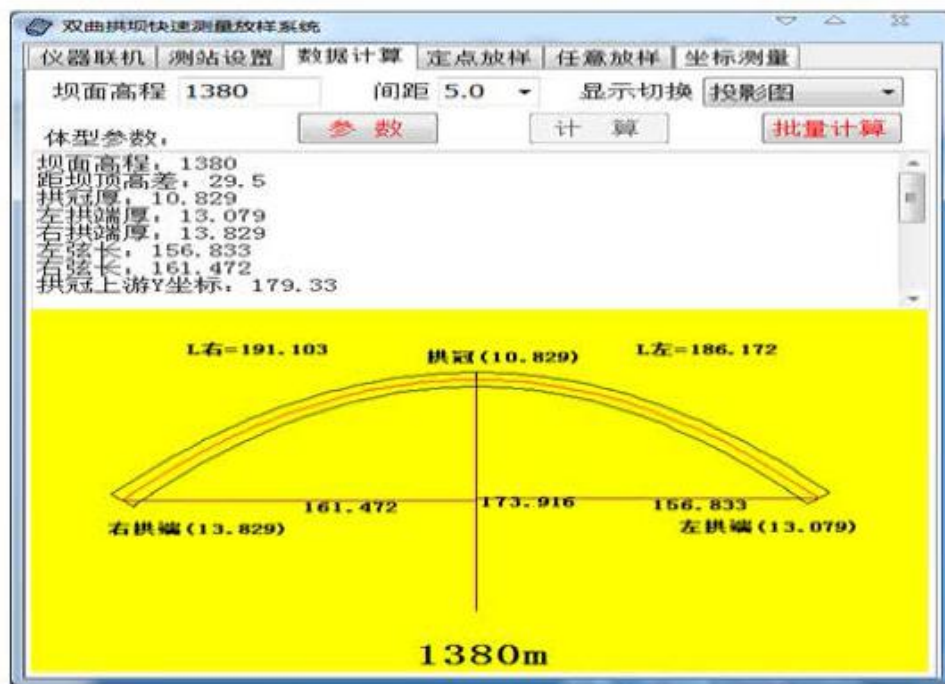 双曲拱坝快速测量放样系统
仪器联机 测站设置 数据计算 定点放样 任意放样 坐标测量
坝面高程 1380 间距 5.0 显示切换 投影图
体型参数: 参 数 计 算 批量计算
坝面高程: 1380
距坝顶高差: 29.5
拱冠厚: 10.829
左拱端厚: 13.079
右拱端厚: 13.829
左弦长: 156.833
右弦长: 161.472
拱冠上游Y坐标: 179.33
L右=191.103 拱冠(10.829) L左=186.172
161.472 173.916 156.833
右拱端(13.829) 左拱端(13.079)
1380m